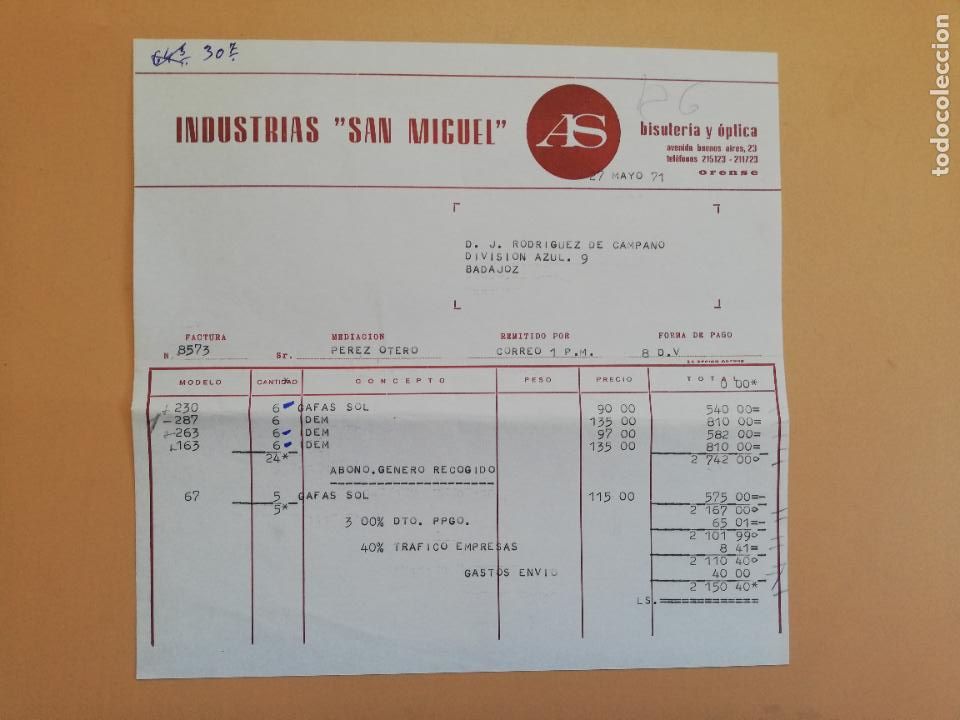 64 5 30 7
INDUSTRIAS "SAN MIGUEL"
AS
bisutería y óptica
avenida buenos aires, 23
teléfonos 215123 - 211723
orense
27 MAYO 71
D. J. RODRIGUEZ DE CAMPANO
DIVISION AZUL. 9
BADAJOZ
FACTURA MEDIACION REMITIDO POR FORMA DE PAGO
N. 8573 Sr. PEREZ OTERO CORREO 1 P.M. 8 D.V
MODELO CANTIDAD CONCEPTO PESO PRECIO TOTAL
0 00*
230 6 GAFAS SOL 90 00 540 00=
287 6 IDEM 135 00 810 00=
263 6 IDEM 97 00 582 00=
163 6 IDEM 135 00 810 00=
24* 2 742 00◇
ABONO.GENERO RECOGIDO
67 5 GAFAS SOL 115 00 575 00=-
5* 2 167 00◇
3 00% DTO. PPGO. 65 01=-
2 101 99◇
40% TRAFICO EMPRESAS 8 41=
2 110 40◇
GASTOS ENVIO 40 00
2 150 40*
LS.=============
todocoleccion